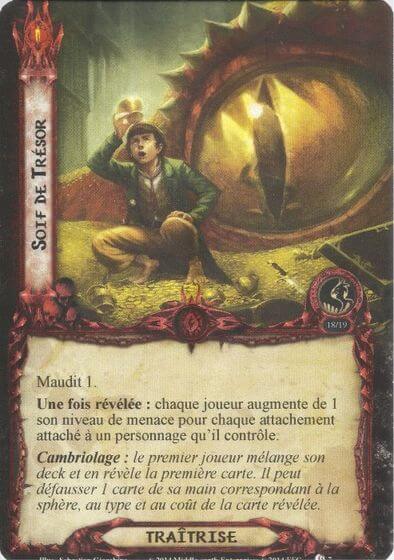 SOIF DE TRÉSOR
18/19
Maudit 1.
Une fois révélée : chaque joueur augmente de 1
son niveau de menace pour chaque attachement
attaché à un personnage qu'il contrôle.
Cambriolage : le premier joueur mélange son
deck et en révèle la première carte. Il peut
défausser 1 carte de sa main correspondant à la
sphère, au type et au coût de la carte révélée.
TRAÎTRISE